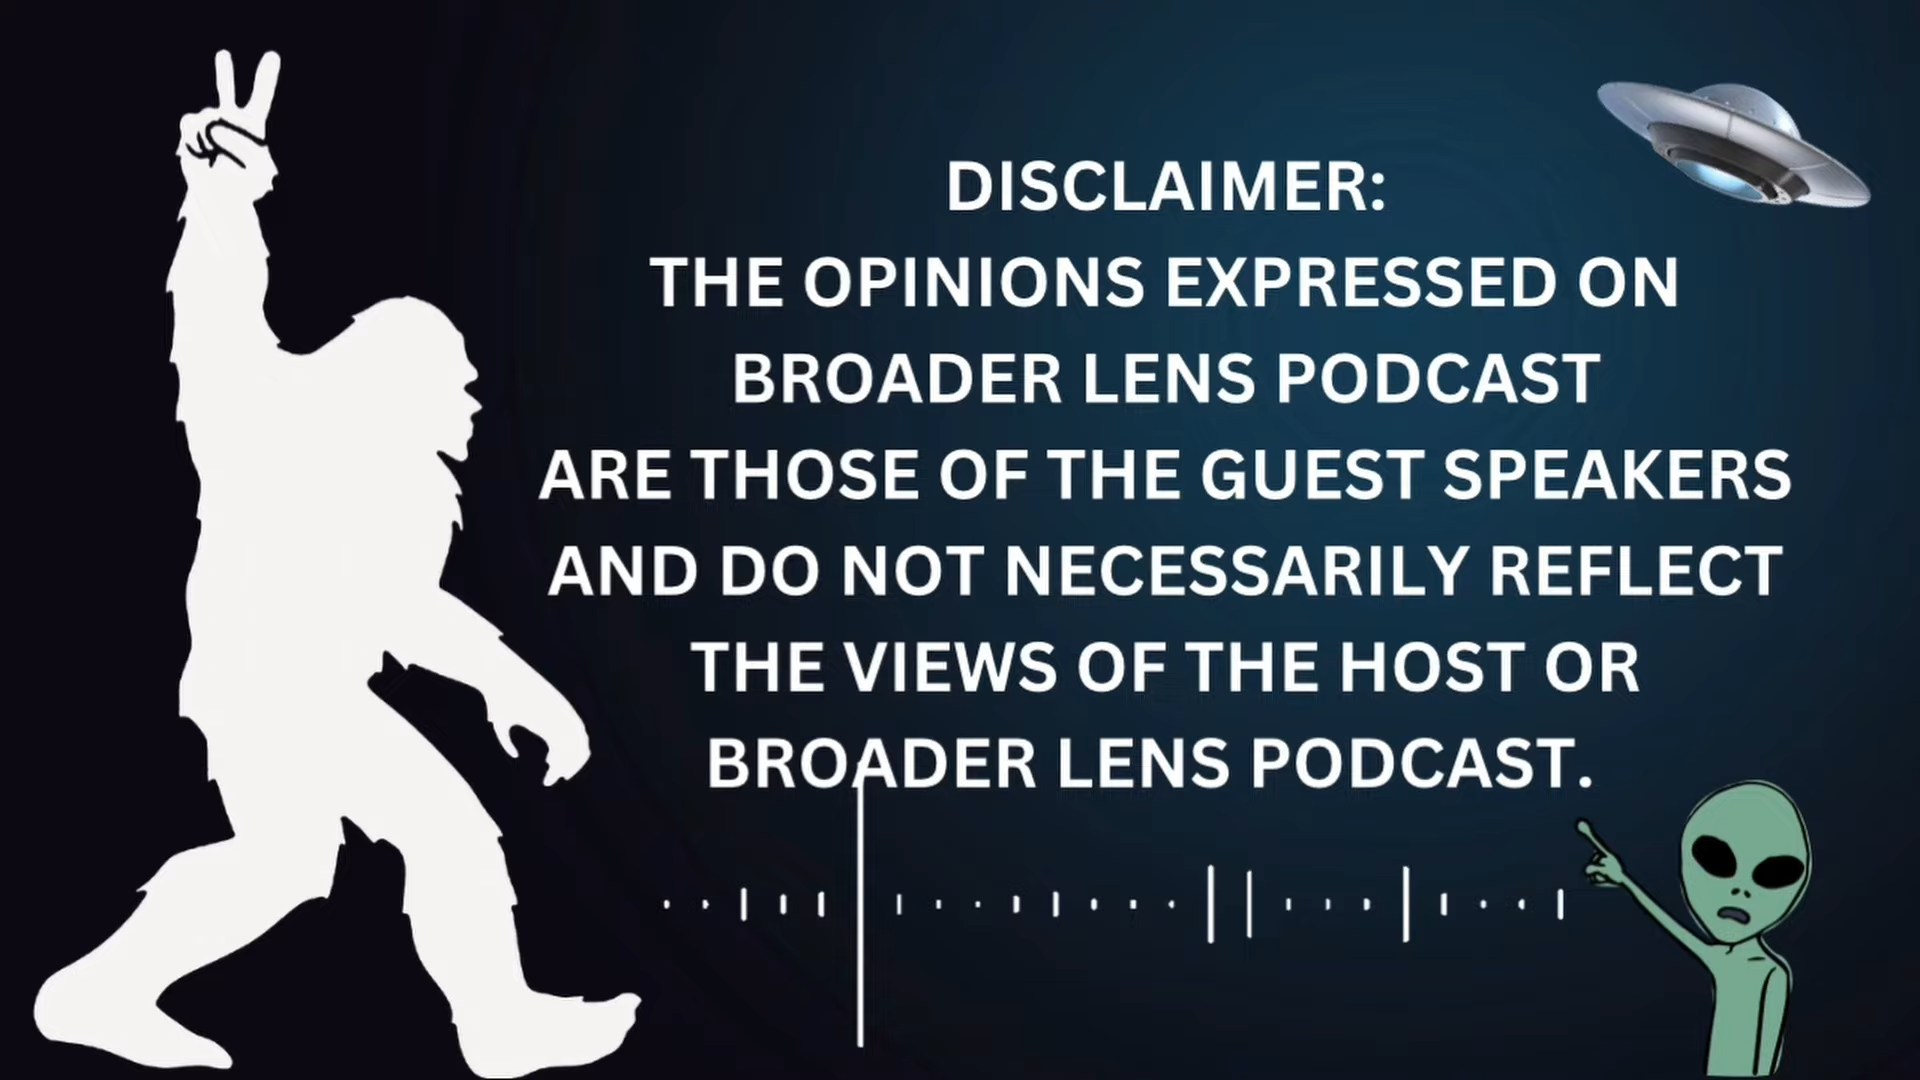 DISCLAIMER:
THE OPINIONS EXPRESSED ON
BROADER LENS PODCAST
ARE THOSE OF THE GUEST SPEAKERS
AND DO NOT NECESSARILY REFLECT
THE VIEWS OF THE HOST OR
BROADER LENS PODCAST.